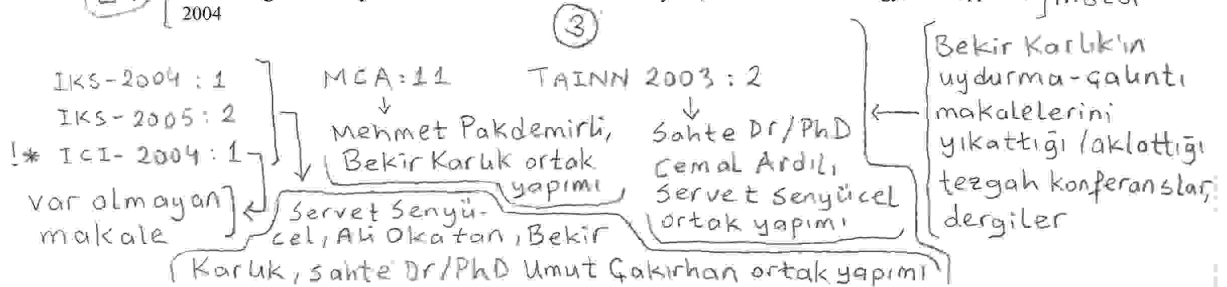 2004
3
IKS-2004 : 1
IKS-2005 : 2
!* ICI-2004 : 1
var olmayan
makale
MCA : 11
↓
Mehmet Pakdemirli,
Bekir Karlık ortak
yapımı
Servet Senyü-
cel, Ali Okatan, Bekir
Karlık, sahte Dr/PhD Umut Çakırhan ortak yapımı
TAINN 2003 : 2
↓
Sahte Dr/PhD
Cemal Ardıl,
Servet Senyücel
ortak yapımı
Bekir Karlık'ın
uydurma-çalıntı
makalelerini
yıkattığı/aklattığı
tezgah konferanslar,
dergiler